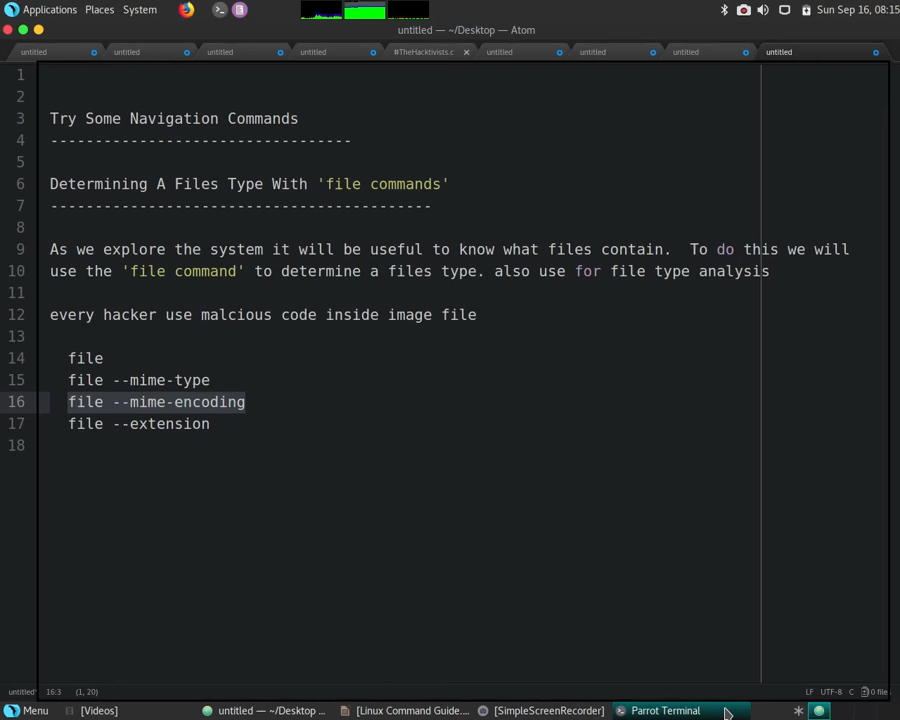 Applications Places System Sun Sep 16, 08:15
untitled — ~/Desktop — Atom
untitled untitled untitled untitled #TheHacktivists.c untitled untitled untitled untitled
1
2
3 Try Some Navigation Commands
4 ----------------------------------
5
6 Determining A Files Type With 'file commands'
7 -------------------------------------------
8
9 As we explore the system it will be useful to know what files contain.  To do this we will
10 use the 'file command' to determine a files type. also use for file type analysis
11
12 every hacker use malcious code inside image file
13
14 file
15 file --mime-type
16 file --mime-encoding
17 file --extension
18
untitled 16:3 (1, 20) LF UTF-8 C 0 files
Menu [Videos] untitled — ~/Desktop ... [Linux Command Guide.... [SimpleScreenRecorder] Parrot Terminal